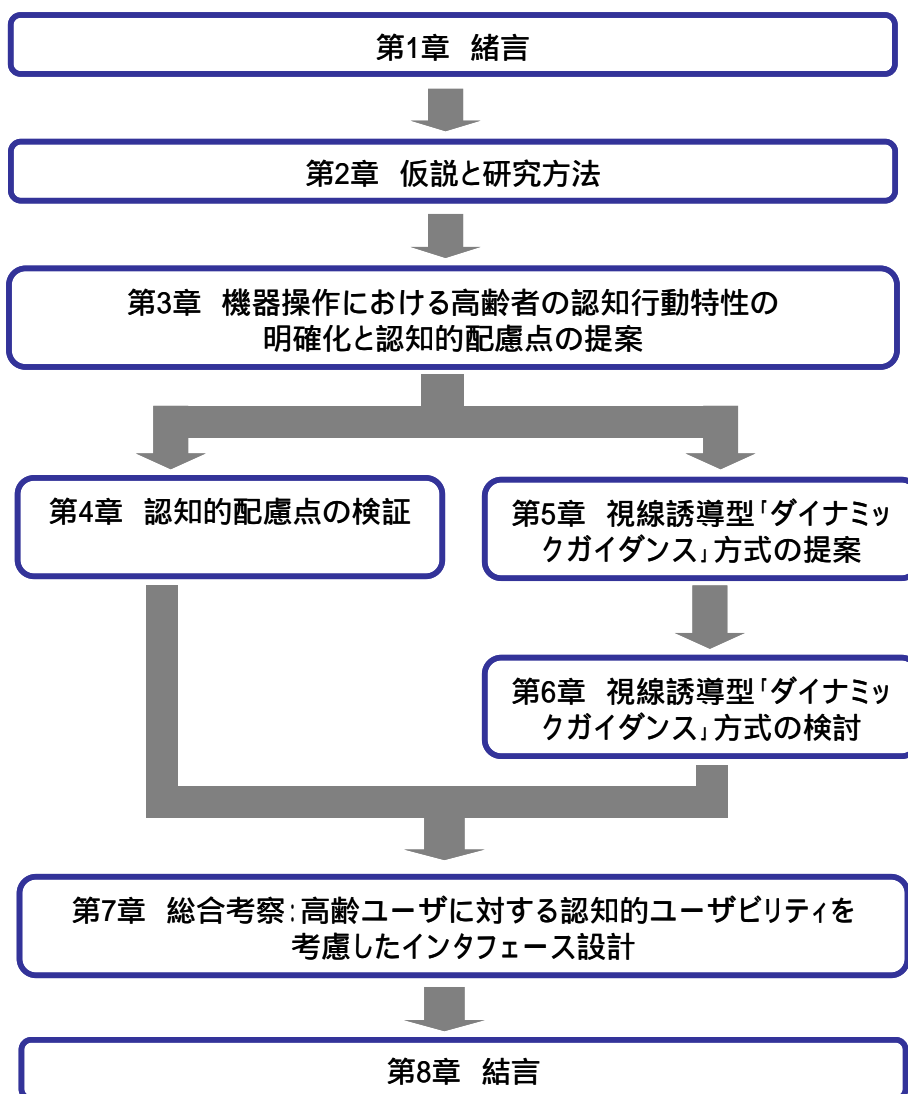 第1章 緒言
第2章 仮説と研究方法
第3章 機器操作における高齢者の認知行動特性の
明確化と認知的配慮点の提案
第4章 認知的配慮点の検証
第5章 視線誘導型「ダイナミッ
クガイダンス」方式の提案
第6章 視線誘導型「ダイナミッ
クガイダンス」方式の検討
第7章 総合考察:高齢ユーザに対する認知的ユーザビリティを
考慮したインタフェース設計
第8章 結言